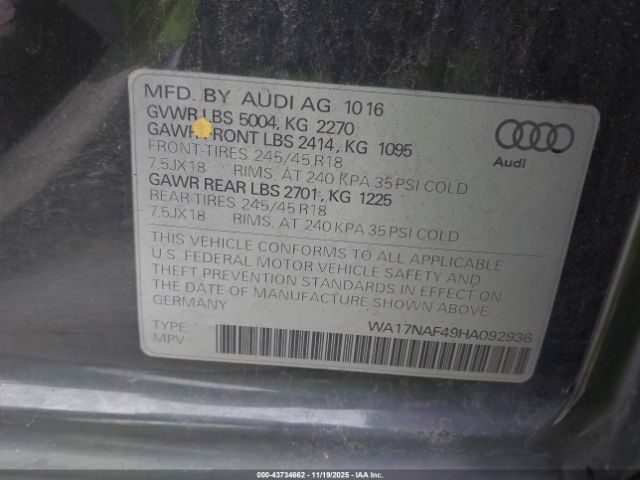 MFD. BY AUDI AG 1016
GVWR LBS 5004, KG 2270
GAWR FRONT LBS 2414, KG 1095
FRONT-TIRES 245/45 R18
7,5JX18 RIMS, AT 240 KPA 35 PSI COLD
GAWR REAR LBS 2701, KG 1225
REAR-TIRES 245/45 R18
7,5JX18 RIMS, AT 240 KPA 35 PSI COLD
THIS VEHICLE CONFORMS TO ALL APPLICABLE
U.S. FEDERAL MOTOR VEHICLE SAFETY AND
THEFT PREVENTION STANDARDS IN EFFECT ON
THE DATE OF MANUFACTURE SHOWN ABOVE
GERMANY
TYPE:
MPV
WA17NAF49HA092936
Audi
000-43734662 - 11/19/2025 - IAA Inc.